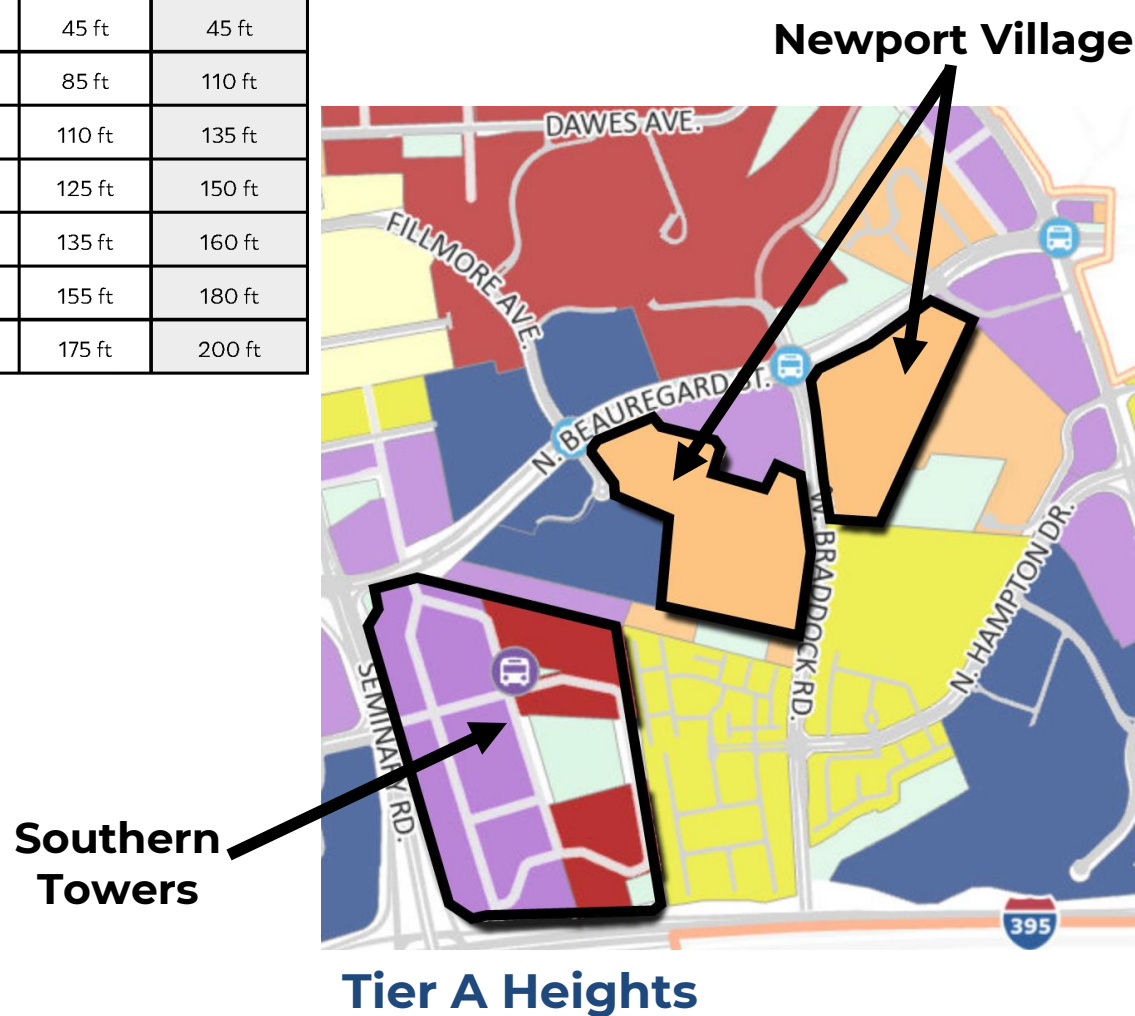 45 ft 45 ft
85 ft 110 ft
110 ft 135 ft
125 ft 150 ft
135 ft 160 ft
155 ft 180 ft
175 ft 200 ft
Newport Village
DAWES AVE.
FILLMORE AVE.
N. BEAUREGARD ST.
W. BRADDOCK RD.
N. HAMPTON DR.
SEMINARY RD.
Southern
Towers
395
Tier A Heights